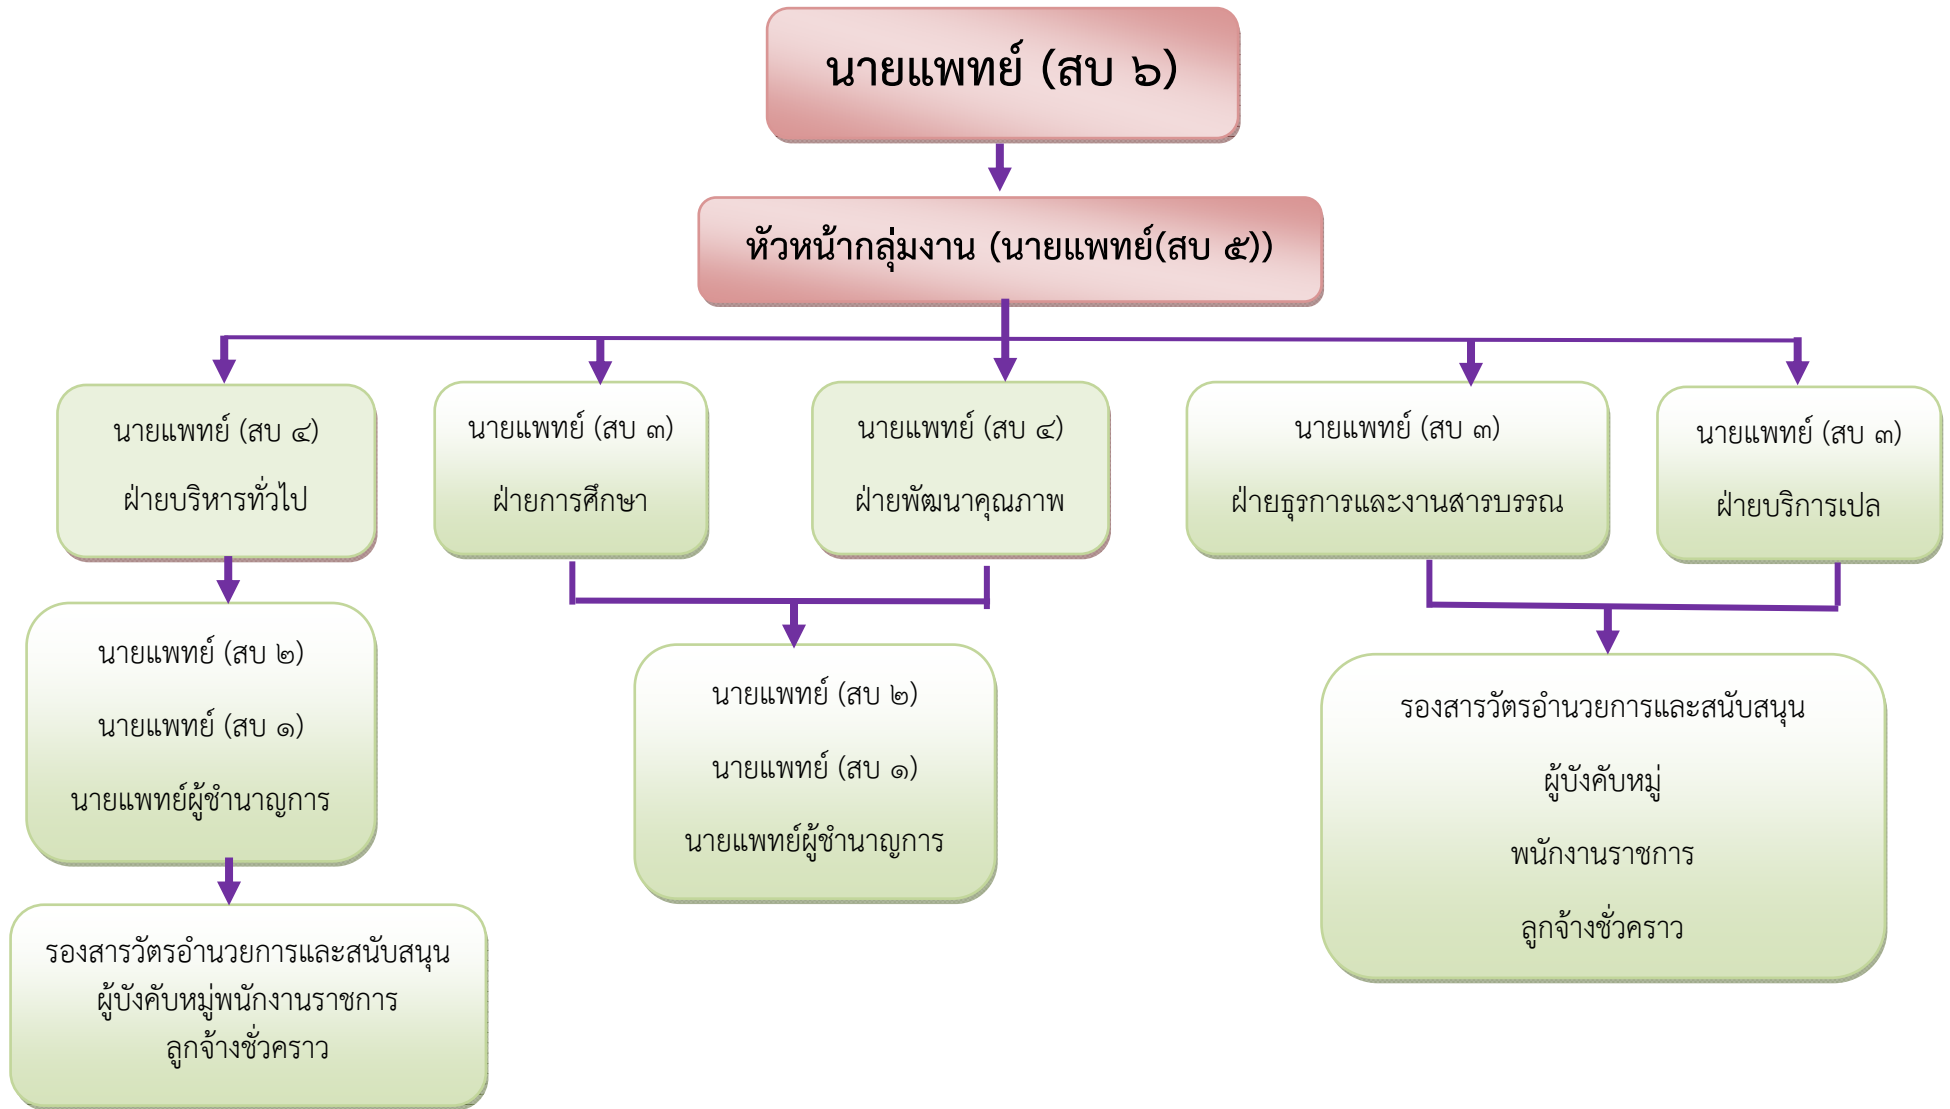 นายแพทย์ (สบ ๖)
หัวหน้ากลุ่มงาน (นายแพทย์(สบ ๕))
นายแพทย์ (สบ ๔)
ฝ่ายบริหารทั่วไป
นายแพทย์ (สบ ๓)
ฝ่ายการศึกษา
นายแพทย์ (สบ ๔)
ฝ่ายพัฒนาคุณภาพ
นายแพทย์ (สบ ๓)
ฝ่ายธุรการและงานสารบรรณ
นายแพทย์ (สบ ๓)
ฝ่ายบริการเปล
นายแพทย์ (สบ ๒)
นายแพทย์ (สบ ๑)
นายแพทย์ผู้ชำนาญการ
นายแพทย์ (สบ ๒)
นายแพทย์ (สบ ๑)
นายแพทย์ผู้ชำนาญการ
รองสารวัตรอำนวยการและสนับสนุน
ผู้บังคับหมู่
พนักงานราชการ
ลูกจ้างชั่วคราว
รองสารวัตรอำนวยการและสนับสนุน
ผู้บังคับหมู่พนักงานราชการ
ลูกจ้างชั่วคราว